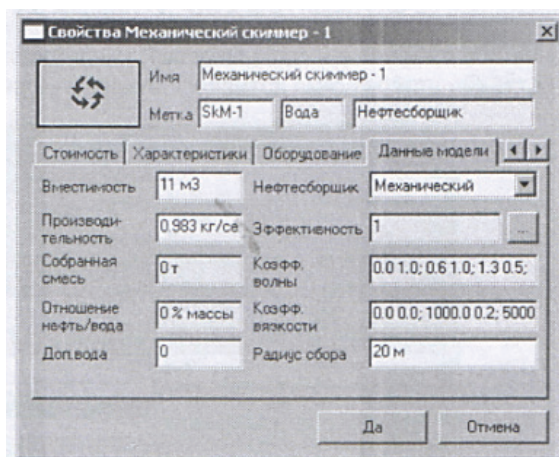 Свойства Механический скиммер - 1
Имя Механический скиммер - 1
Метка SkM-1 Вода Нефтесборщик
Стоимость Характеристики Оборудование Данные модели
Вместимость 11 м3 Нефтесборщик Механический
Производи-
тельность 0.983 кг/се Эффективность 1 ...
Собранная
смесь 0 т Коэфф.
волны 0.0 1.0; 0.6 1.0; 1.3 0.5;
Отношение
нефть/вода 0 % массы Коэфф.
вязкости 0.0 0.0; 1000.0 0.2; 5000
Доп.вода 0 Радиус сбора 20 м
Да Отмена